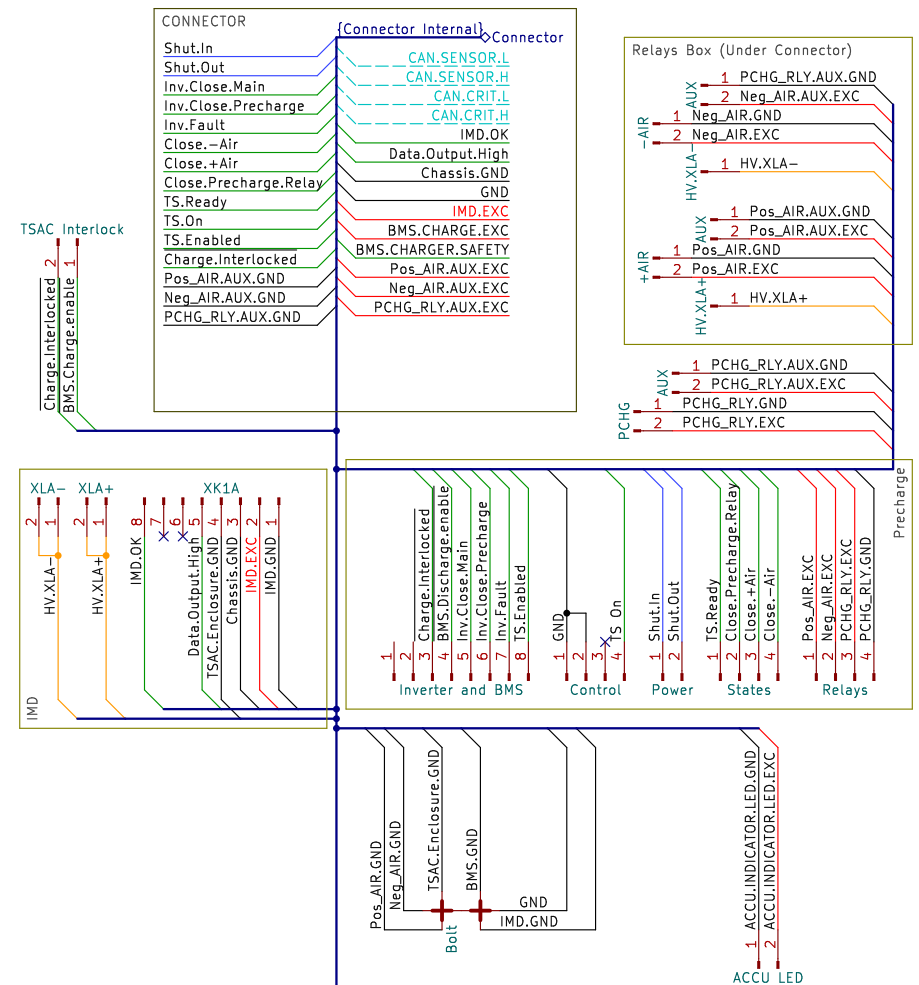 CONNECTOR
{Connector Internal}
Connector
Shut.In
Shut.Out
Inv.Close.Main
Inv.Close.Precharge
Inv.Fault
Close.-Air
Close.+Air
Close.Precharge.Relay
TS.Ready
TS.On
TS.Enabled
Charge.Interlocked
Pos_AIR.AUX.GND
Neg_AIR.AUX.GND
PCHG_RLY.AUX.GND
CAN.SENSOR.L
CAN.SENSOR.H
CAN.CRIT.L
CAN.CRIT.H
IMD.OK
Data.Output.High
Chassis.GND
GND
IMD.EXC
BMS.CHARGE.EXC
BMS.CHARGER.SAFETY
Pos_AIR.AUX.EXC
Neg_AIR.AUX.EXC
PCHG_RLY.AUX.EXC
Relays Box (Under Connector)
AUX
1 PCHG_RLY.AUX.GND
2 Neg_AIR.AUX.EXC
-AIR
1 Neg_AIR.GND
2 Neg_AIR.EXC
HV.XLA-
1 HV.XLA-
AUX
1 Pos_AIR.AUX.GND
2 Pos_AIR.AUX.EXC
+AIR
1 Pos_AIR.GND
2 Pos_AIR.EXC
HV.XLA+
1 HV.XLA+
AUX
1 PCHG_RLY.AUX.GND
2 PCHG_RLY.AUX.EXC
PCHG
1 PCHG_RLY.GND
2 PCHG_RLY.EXC
TSAC Interlock
2 1
Charge.Interlocked
BMS.Charge.enable
IMD
XLA-
2 1
HV.XLA-
XLA+
2 1
HV.XLA+
XK1A
8 7 6 5 4 3 2 1
IMD.OK
Data.Output.High
TSAC.Enclosure.GND
Chassis.GND
IMD.EXC
IMD.GND
Precharge
Charge.Interlocked
BMS.Discharge.enable
Inv.Close.Main
Inv.Close.Precharge
Inv.Fault
TS.Enabled
1 2 3 4 5 6 7 8
Inverter and BMS
GND
TS On
1 2 3 4
Control
Shut.In
Shut.Out
1 2
Power
TS.Ready
Close.Precharge.Relay
Close.+Air
Close.-Air
1 2 3 4
States
Pos_AIR.EXC
Neg_AIR.EXC
PCHG_RLY.EXC
PCHG_RLY.GND
1 2 3 4
Relays
Pos_AIR.GND
Neg_AIR.GND
TSAC.Enclosure.GND
BMS.GND
GND
IMD.GND
Bolt
ACCU.INDICATOR.LED.GND
ACCU.INDICATOR.LED.EXC
1 2
ACCU LED